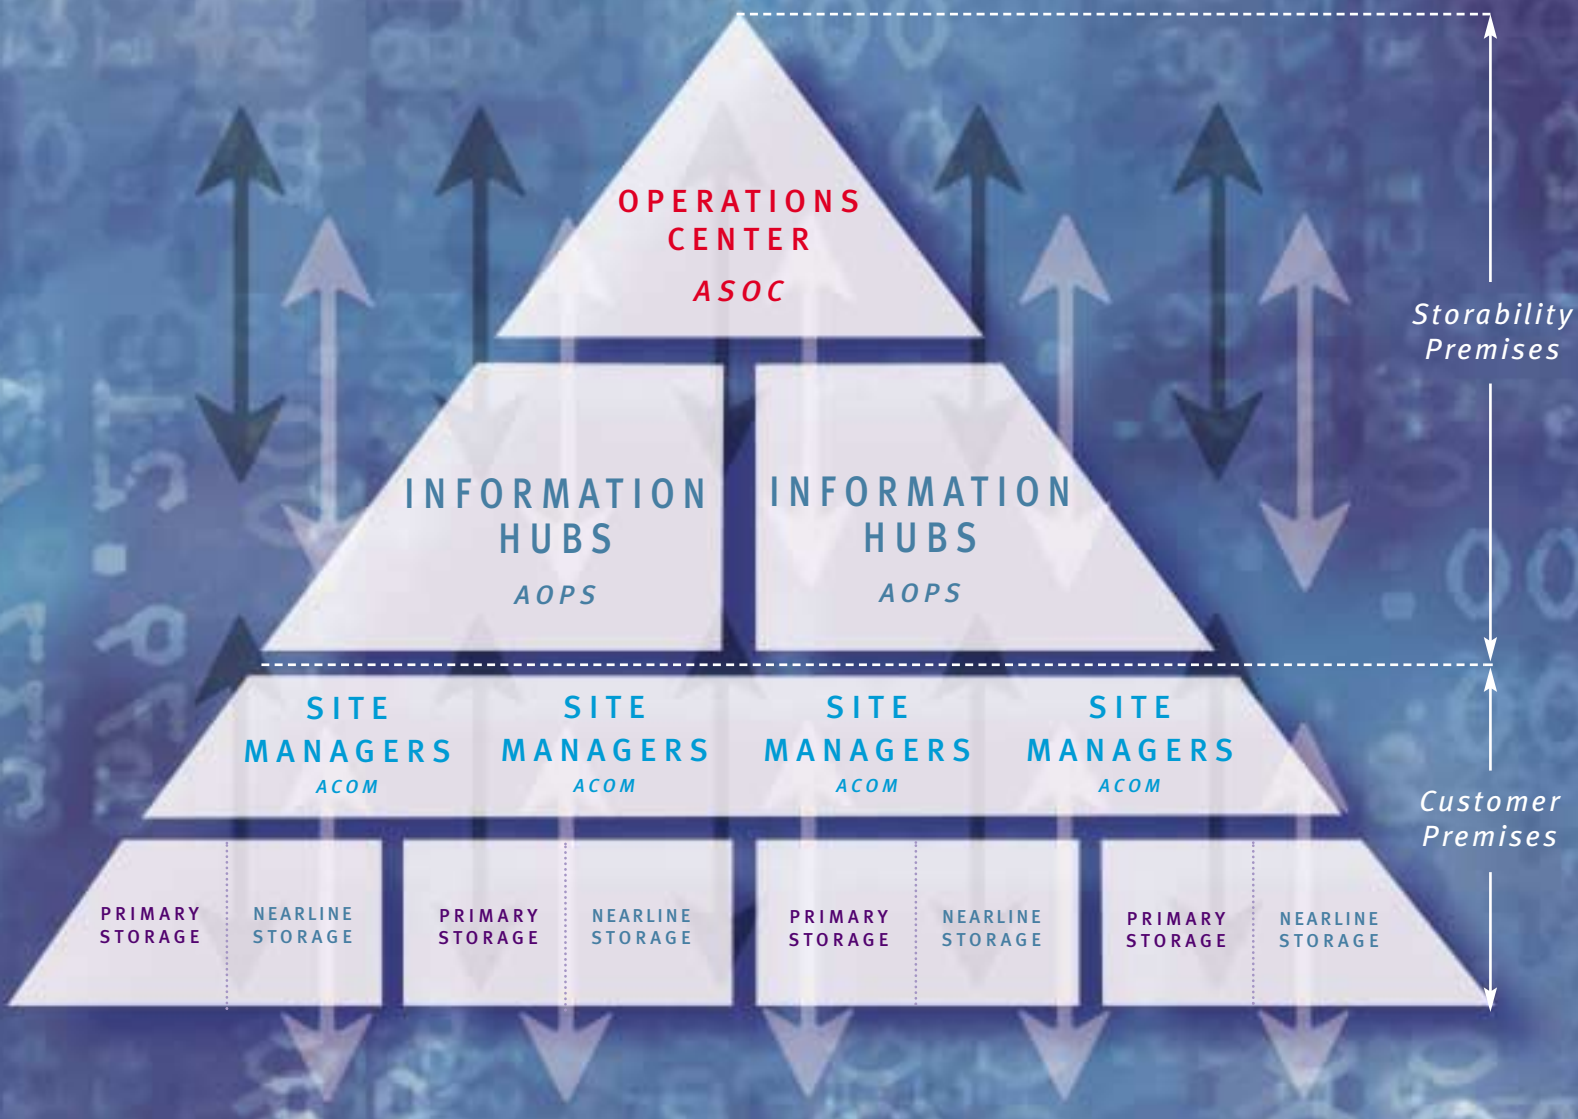 OPERATIONS
CENTER
ASOC
Storability
Premises
INFORMATION
HUBS
AOPS
INFORMATION
HUBS
AOPS
SITE
MANAGERS
ACOM
SITE
MANAGERS
ACOM
SITE
MANAGERS
ACOM
SITE
MANAGERS
ACOM
Customer
Premises
PRIMARY
STORAGE
NEARLINE
STORAGE
PRIMARY
STORAGE
NEARLINE
STORAGE
PRIMARY
STORAGE
NEARLINE
STORAGE
PRIMARY
STORAGE
NEARLINE
STORAGE